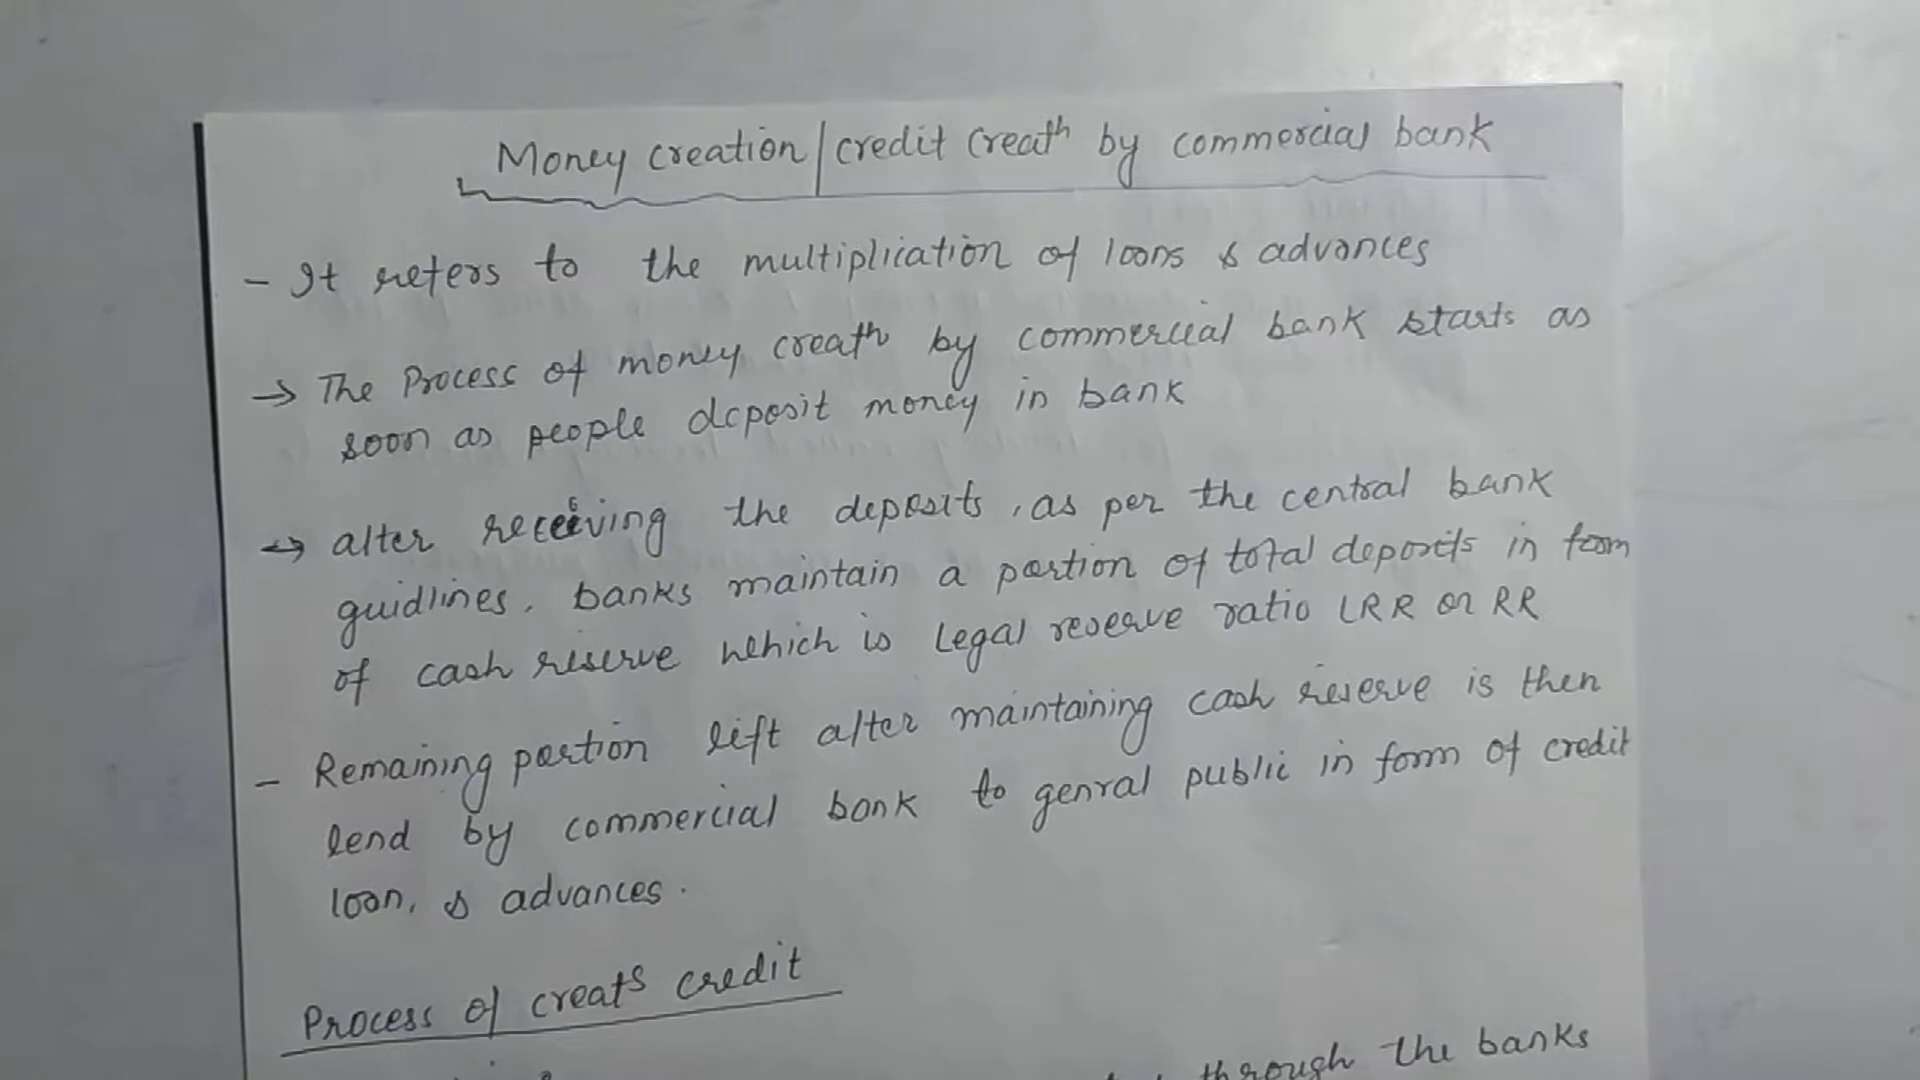 Money creation/credit Creatn by commercial bank
- It refers to the multiplication of loans & advances
→ The Process of money creatn by commercial bank starts as
soon as people deposit money in bank
↔ after receiving the deposits, as per the central bank
guidlines, banks maintain a portion of total deposits in form
of cash reserve which is Legal reserve ratio LRR or RR
- Remaining portion left after maintaining cash reserve is then
lend by commercial bank to genral public in form of credit
loan, & advances.
Process of creats credit
through the banks